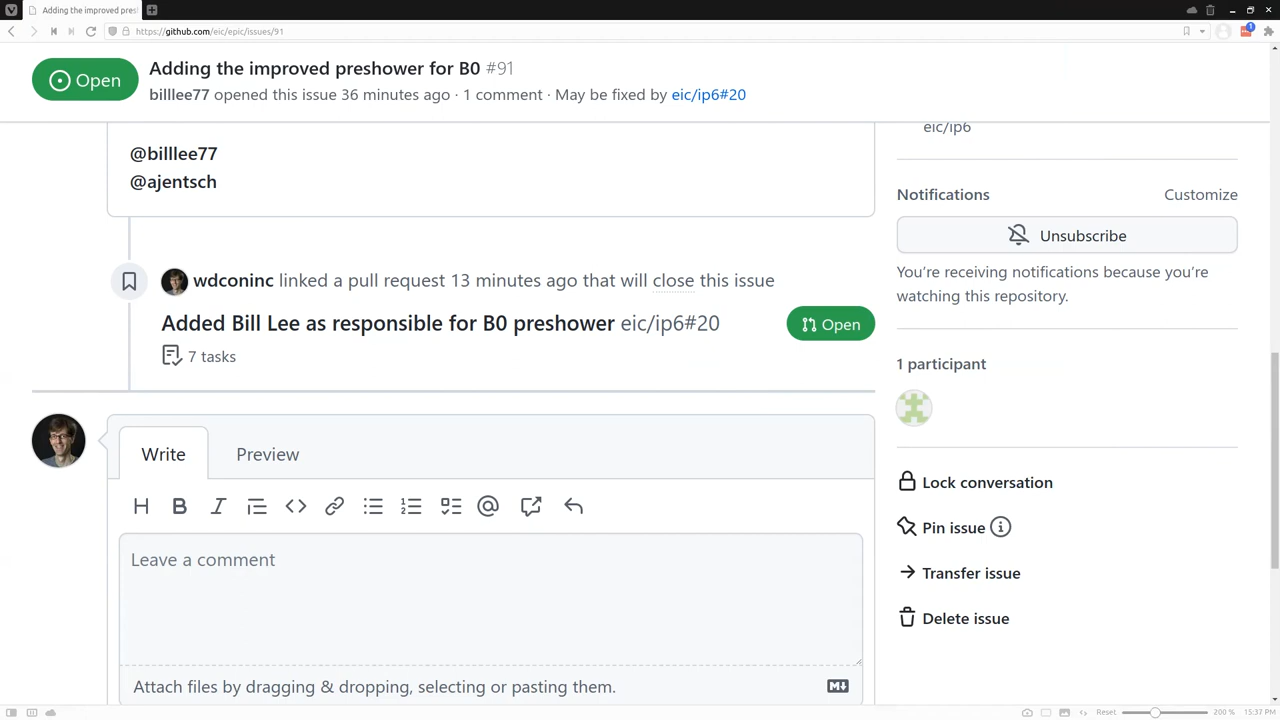 Adding the improved pres
https://github.com/eic/epic/issues/91
1
Open
Adding the improved preshower for B0 #91
billlee77 opened this issue 36 minutes ago · 1 comment · May be fixed by eic/ip6#20
@billlee77
@ajentsch
wdconinc linked a pull request 13 minutes ago that will close this issue
Added Bill Lee as responsible for B0 preshower eic/ip6#20
Open
7 tasks
Write
Preview
Leave a comment
Attach files by dragging & dropping, selecting or pasting them.
eic/ip6
Notifications
Customize
Unsubscribe
You're receiving notifications because you're
watching this repository.
1 participant
Lock conversation
Pin issue
Transfer issue
Delete issue
Reset
200 %
15:37 PM